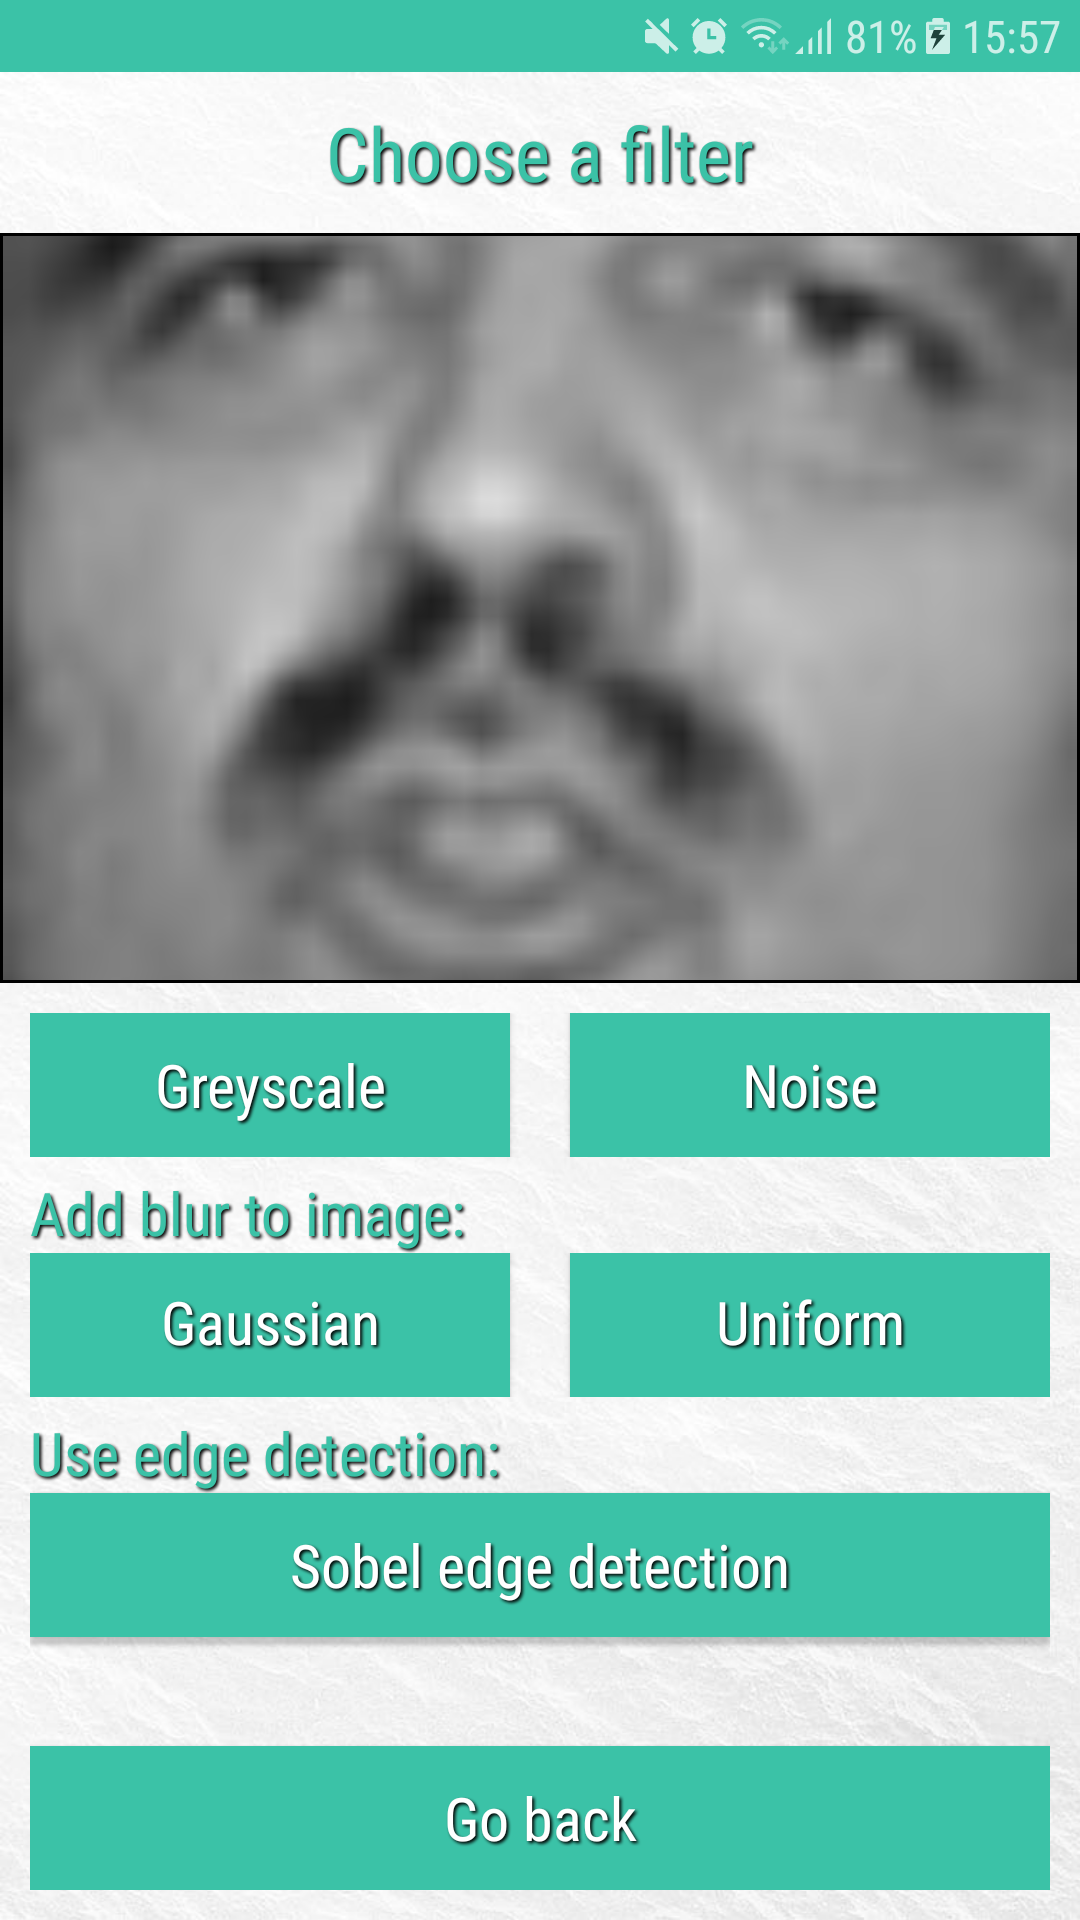 81% 15:57
Choose a filter
Greyscale
Noise
Add blur to image:
Gaussian
Uniform
Use edge detection:
Sobel edge detection
Go back